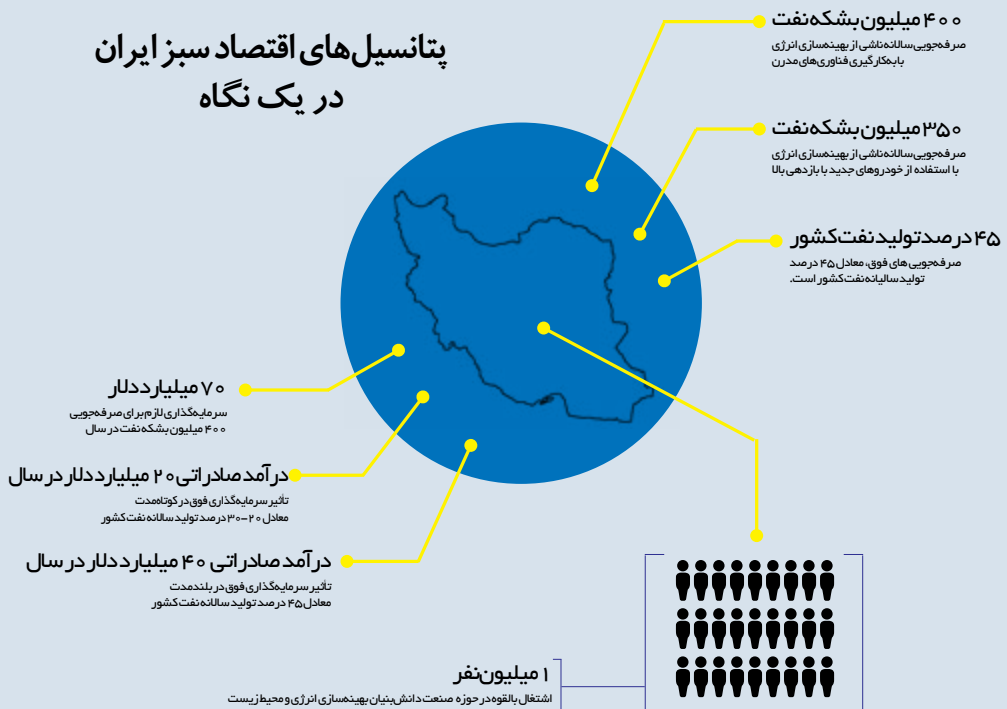 پتانسیل‌های اقتصاد سبز ایران
در یک نگاه
۴۰۰ میلیون بشکه نفت
صرفه‌جویی سالانه ناشی از بهینه‌سازی انرژی
با به‌کارگیری فناوری‌های مدرن
۳۵۰ میلیون بشکه نفت
صرفه‌جویی سالانه ناشی از بهینه‌سازی انرژی
با استفاده از خودروهای جدید با بازدهی بالا
۴۵ درصد تولید نفت کشور
صرفه‌جویی های فوق، معادل ۴۵ درصد
تولید سالیانه نفت کشور است.
۷۰ میلیارد دلار
سرمایه‌گذاری لازم برای صرفه‌جویی
۴۰۰ میلیون بشکه نفت در سال
درآمد صادراتی ۲۰ میلیارد دلار در سال
تأثیر سرمایه‌گذاری فوق در کوتاه‌مدت
معادل ۲۰-۳۰ درصد تولید سالانه نفت کشور
درآمد صادراتی ۴۰ میلیارد دلار در سال
تأثیر سرمایه‌گذاری فوق در بلندمدت
معادل ۴۵ درصد تولید سالانه نفت کشور
۱ میلیون نفر
اشتغال بالقوه در حوزه صنعت دانش‌بنیان بهینه‌سازی انرژی و محیط زیست